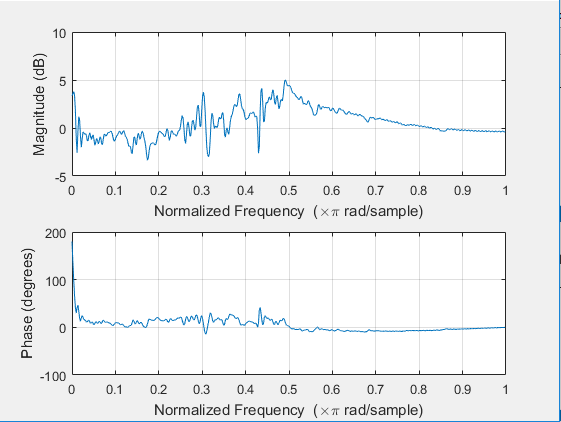 10
5
0
-5
Magnitude (dB)
0 0.1 0.2 0.3 0.4 0.5 0.6 0.7 0.8 0.9 1
Normalized Frequency (×π rad/sample)
200
100
0
-100
Phase (degrees)
0 0.1 0.2 0.3 0.4 0.5 0.6 0.7 0.8 0.9 1
Normalized Frequency (×π rad/sample)